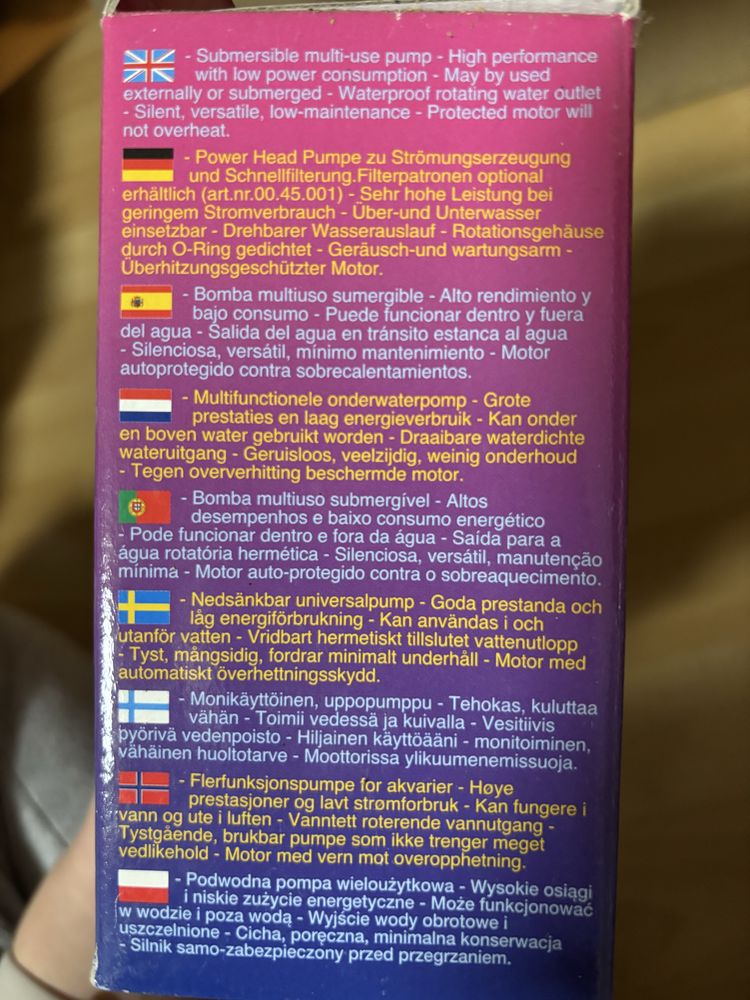 - Submersible multi-use pump - High performance
with low power consumption - May by used
externally or submerged - Waterproof rotating water outlet
- Silent, versatile, low-maintenance - Protected motor will
not overheat.
- Power Head Pumpe zu Strömungserzeugung
und Schnellfilterung.Filterpatronen optional
erhältlich (art.nr.00.45.001) - Sehr hohe Leistung bei
geringem Stromverbrauch - Über-und Unterwasser
einsetzbar - Drehbarer Wasserauslauf - Rotationsgehäuse
durch O-Ring gedichtet - Geräusch-und wartungsarm -
Überhitzungsgeschützter Motor.
- Bomba multiuso sumergible - Alto rendimiento y
bajo consumo - Puede funcionar dentro y fuera
del agua - Salida del agua en tránsito estanca al agua
- Silenciosa, versátil, mínimo mantenimiento - Motor
autoprotegido contra sobrecalentamientos.
- Multifunctionele onderwaterpomp - Grote
prestaties en laag energieverbruik - Kan onder
en boven water gebruikt worden - Draaibare waterdichte
wateruitgang - Geruisloos, veelzijdig, weinig onderhoud
- Tegen oververhitting beschermde motor.
- Bomba multiuso submergível - Altos
desempenhos e baixo consumo energético
- Pode funcionar dentro e fora da água - Saída para a
água rotatória hermética - Silenciosa, versátil, manutenção
mínima - Motor auto-protegido contra o sobreaquecimento.
- Nedsänkbar universalpump - Goda prestanda och
låg energiförbrukning - Kan användas i och
utanför vatten - Vridbart hermetiskt tillslutet vattenutlopp
- Tyst, mångsidig, fordrar minimalt underhåll - Motor med
automatiskt överhettningsskydd.
- Monikäyttöinen, uppopumppu - Tehokas, kuluttaa
vähän - Toimii vedessä ja kuivalla - Vesitiivis
pyörivä vedenpoisto - Hiljainen käyttöääni - monitoiminen,
vähäinen huoltotarve - Moottorissa ylikuumenemissuoja.
- Flerfunksjonspumpe for akvarier - Høye
prestasjoner og lavt strømforbruk - Kan fungere i
vann og ute i luften - Vanntett roterende vannutgang -
Tystgående, brukbar pumpe som ikke trenger meget
vedlikehold - Motor med vern mot overopphetning.
- Podwodna pompa wieloużytkowa - Wysokie osiągi
i niskie zużycie energetyczne - Może funkcjonować
w wodzie i poza wodą - Wyjście wody obrotowe i
uszczelnione - Cicha, poręczna, minimalna konserwacja
- Silnik samo-zabezpieczony przed przegrzaniem.